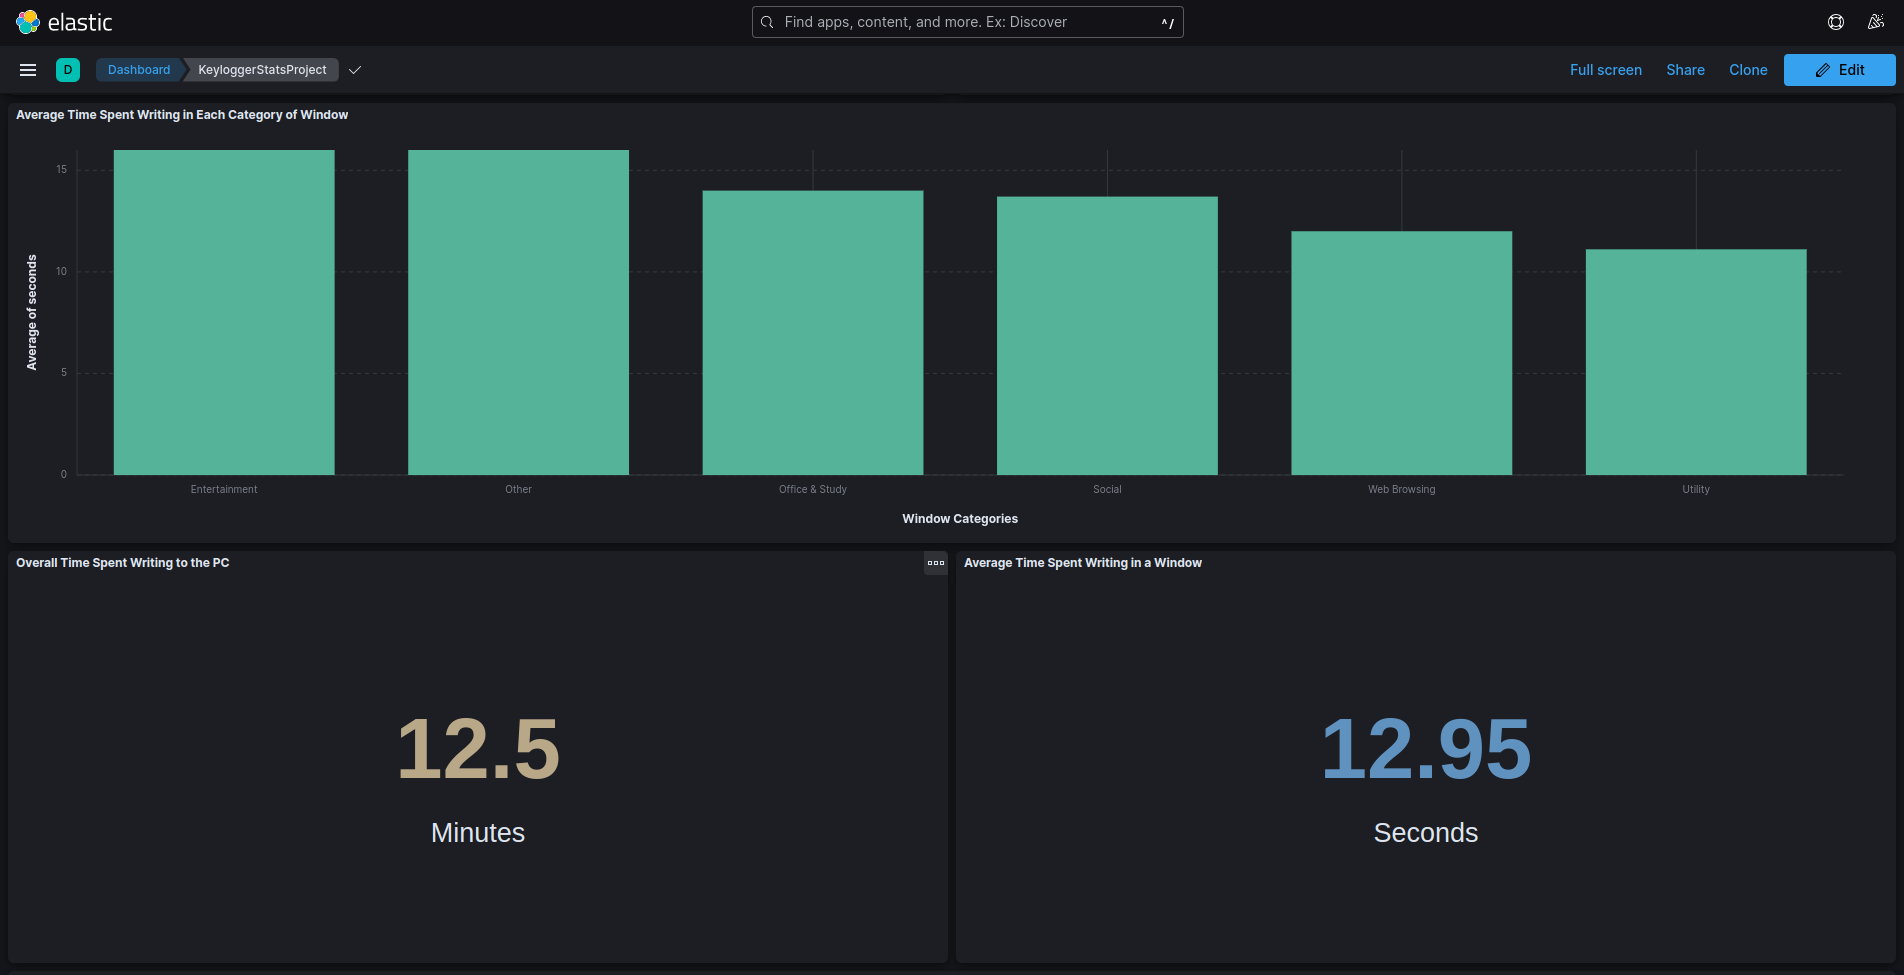 elastic
Find apps, content, and more. Ex: Discover
^/
D
Dashboard
KeyloggerStatsProject
Full screen
Share
Clone
Edit
Average Time Spent Writing in Each Category of Window
15
10
5
0
Average of seconds
Entertainment
Other
Office & Study
Social
Web Browsing
Utility
Window Categories
Overall Time Spent Writing to the PC
12.5
Minutes
Average Time Spent Writing in a Window
12.95
Seconds